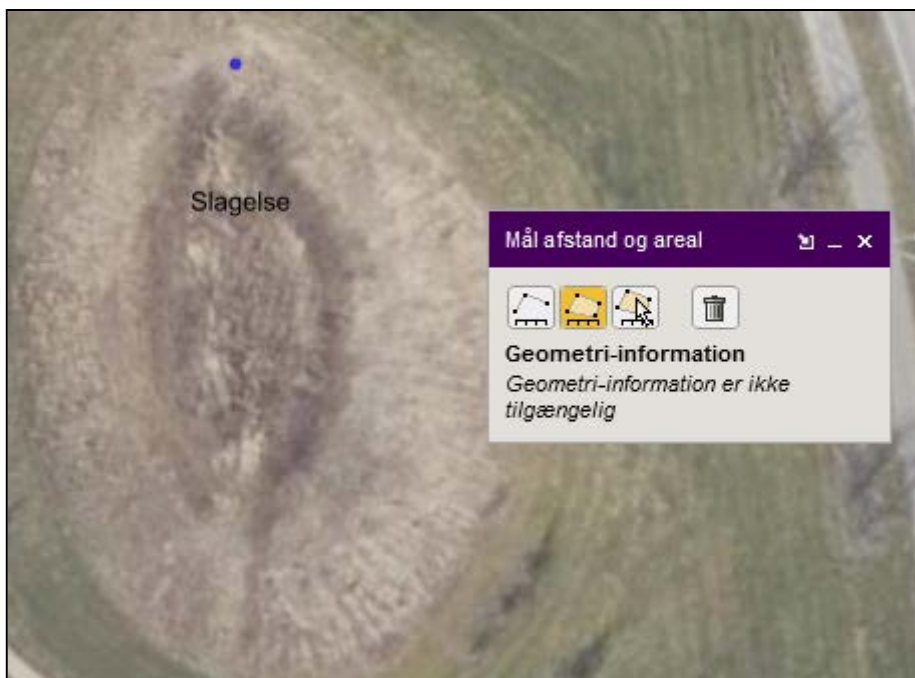 Slagelse
Mål afstand og areal
Geometri-information
Geometri-information er ikke
tilgængelig